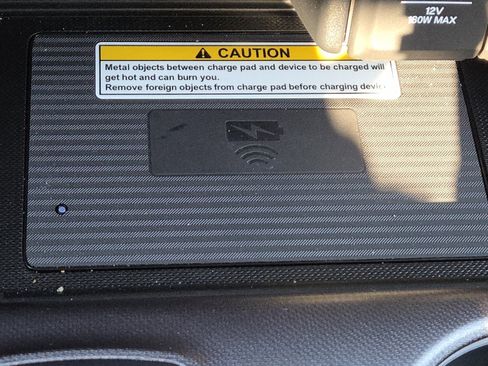 12V
180W MAX
CAUTION
Metal objects between charge pad and device to be charged will
get hot and can burn you.
Remove foreign objects from charge pad before charging device.